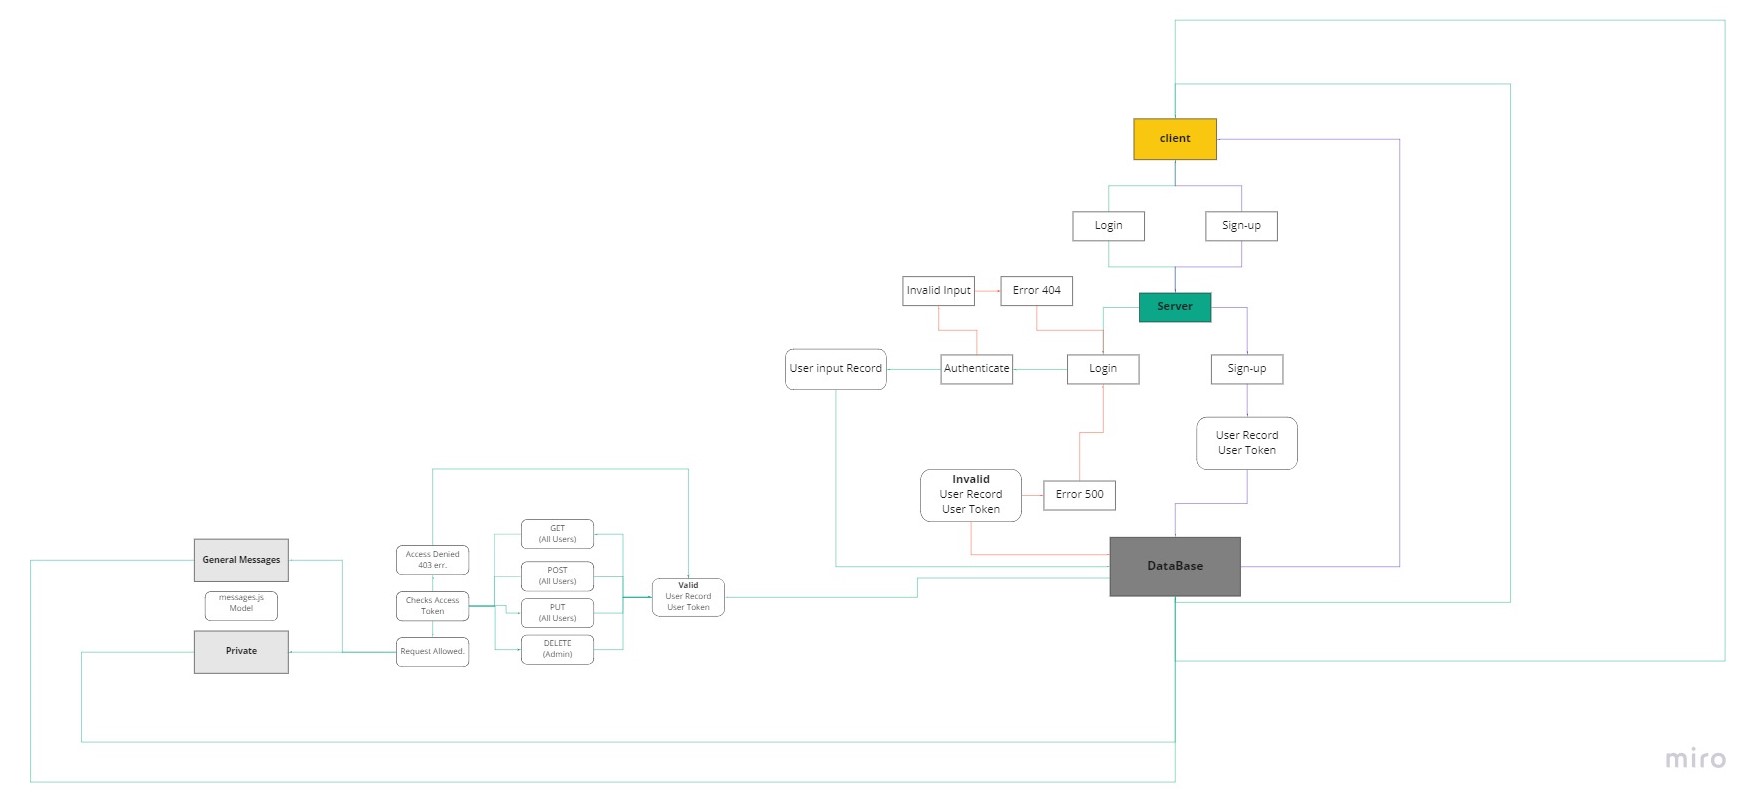 client
Login
Sign-up
Invalid Input
Error 404
Server
User input Record
Authenticate
Login
Sign-up
User Record
User Token
Invalid
User Record
User Token
Error 500
DataBase
General Messages
messages.js
Model
Private
Access Denied
403 err.
Checks Access
Token
Request Allowed.
GET
(All Users)
POST
(All Users)
PUT
(All Users)
DELETE
(Admin)
Valid
User Record
User Token
miro